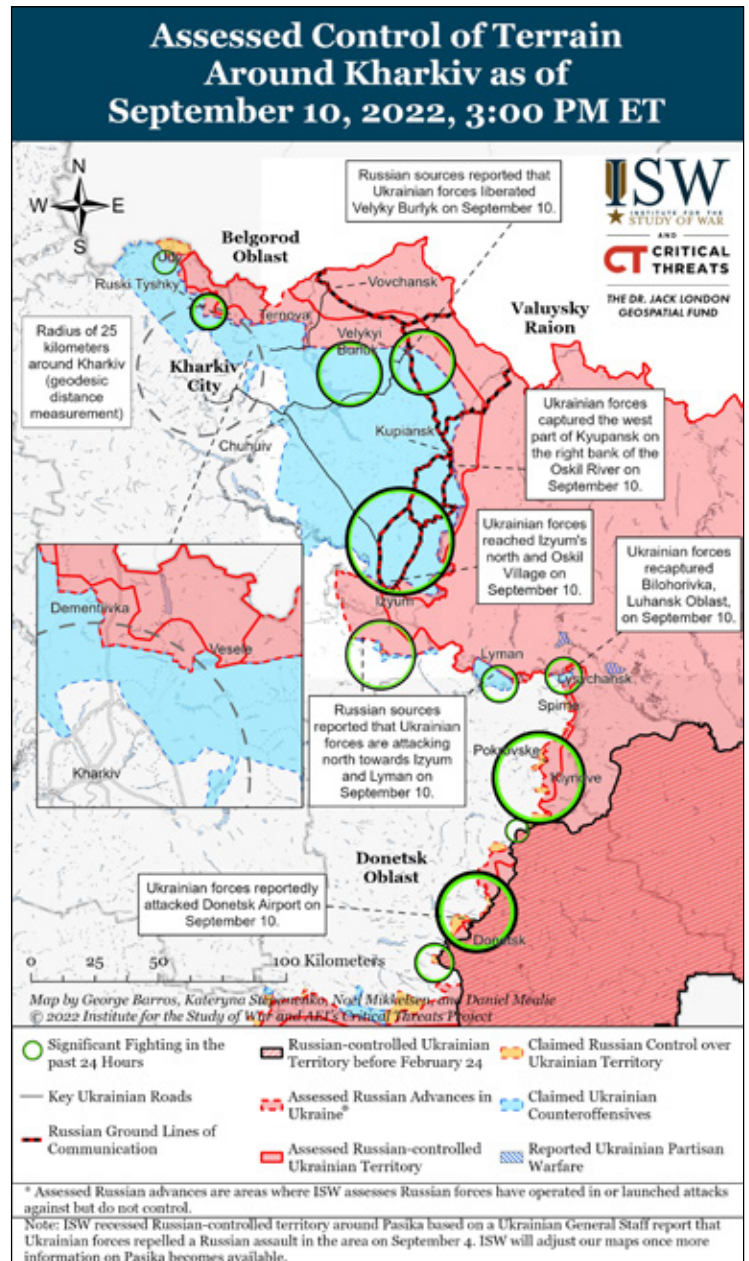 Assessed Control of Terrain
Around Kharkiv as of
September 10, 2022, 3:00 PM ET
N
W E
S
Russian sources reported that
Ukrainian forces liberated
Velyky Burlyk on September 10.
ISW
INSTITUTE FOR THE
STUDY OF WAR
AND
CT CRITICAL
THREATS
THE DR. JACK LONDON
GEOSPATIAL FUND
Belgorod
Oblast
Ruski Tyshky
Vovchansk
Ternova
Valuysky
Raion
Radius of 25
kilometers
around Kharkiv
(geodesic
distance
measurement)
Velykyi
Burluk
Kharkiv
City
Chuhuiv
Kupiansk
Ukrainian forces
captured the west
part of Kyupansk on
the right bank of the
Oskil River on
September 10.
Ukrainian forces
reached Izyum's
north and Oskil
Village on
September 10.
Ukrainian forces
recaptured
Bilohorivka,
Luhansk Oblast,
on September 10.
Izyum
Dementiivka
Vesele
Kharkiv
Lyman
Lysychansk
Spirne
Russian sources
reported that Ukrainian
forces are attacking
north towards Izyum
and Lyman on
September 10.
Pokrovske
Klynove
Donetsk
Oblast
Ukrainian forces reportedly
attacked Donetsk Airport on
September 10.
Donetsk
0 25 50 100 Kilometers
Map by George Barros, Kateryna Stepanenko, Noel Mikkelsen, and Daniel Mealie
© 2022 Institute for the Study of War and AEI's Critical Threats Project
Significant Fighting in the
past 24 Hours
Key Ukrainian Roads
Russian Ground Lines of
Communication
Russian-controlled Ukrainian
Territory before February 24
Assessed Russian Advances in
Ukraine*
Assessed Russian-controlled
Ukrainian Territory
Claimed Russian Control over
Ukrainian Territory
Claimed Ukrainian
Counteroffensives
Reported Ukrainian Partisan
Warfare
* Assessed Russian advances are areas where ISW assesses Russian forces have operated in or launched attacks
against but do not control.
Note: ISW recessed Russian-controlled territory around Pasika based on a Ukrainian General Staff report that
Ukrainian forces repelled a Russian assault in the area on September 4. ISW will adjust our maps once more
information on Pasika becomes available.